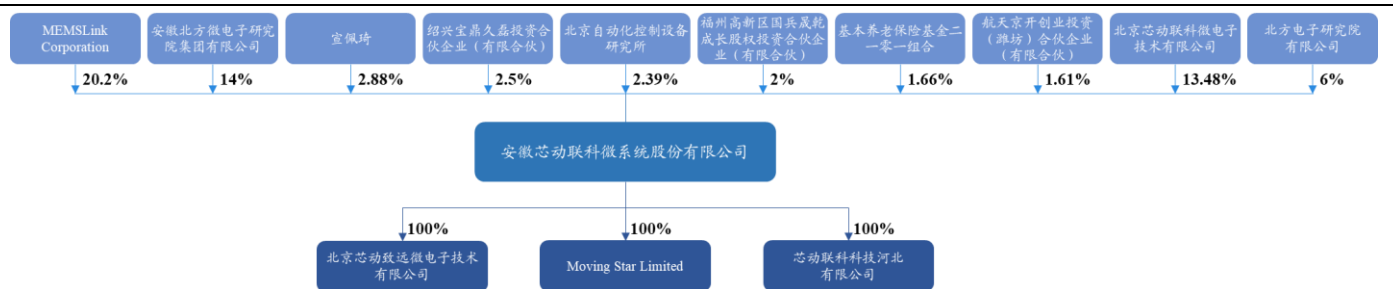 MEMSLink
Corporation
安徽北方微电子研究
院集团有限公司
宣佩琦
绍兴宝鼎久磊投资合
伙企业（有限合伙）
北京自动化控制设备
研究所
福州高新区国兵晟乾
成长股权投资合伙企
业（有限合伙）
基本养老保险基金二
一零一组合
航天京开创业投资
（潍坊）合伙企业
（有限合伙）
北京芯动联科微电子
技术有限公司
北方电子研究院
有限公司
20.2%
14%
2.88%
2.5%
2.39%
2%
1.66%
1.61%
13.48%
6%
安徽芯动联科微系统股份有限公司
100%
100%
100%
北京芯动致远微电子技术
有限公司
Moving Star Limited
芯动联科科技河北
有限公司